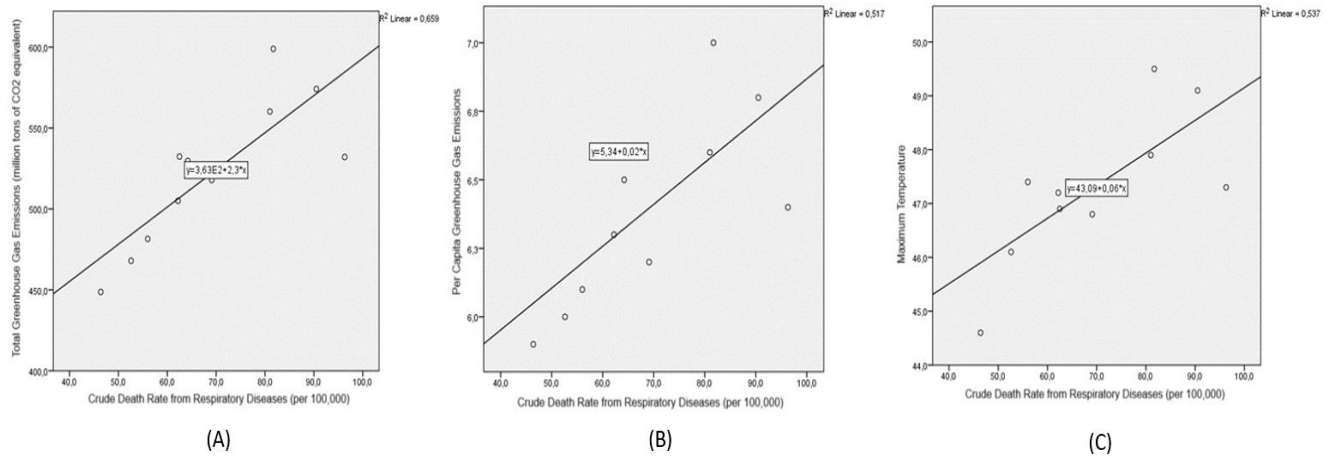 R² Linear = 0,659
Total Greenhouse Gas Emissions (million tons of CO2 equivalent)
600,0
550,0
500,0
450,0
400,0
y=3,63E2+2,3*x
40,0 50,0 60,0 70,0 80,0 90,0 100,0
Crude Death Rate from Respiratory Diseases (per 100,000)
(A)
R² Linear = 0,517
Per Capita Greenhouse Gas Emissions
7,0
6,8
6,5
6,3
6,0
y=5,34+0,02*x
40,0 50,0 60,0 70,0 80,0 90,0 100,0
Crude Death Rate from Respiratory Diseases (per 100,000)
(B)
R² Linear = 0,537
Maximum Temperature
50,0
49,0
48,0
47,0
46,0
45,0
44,0
y=43,09+0,06*x
40,0 50,0 60,0 70,0 80,0 90,0 100,0
Crude Death Rate from Respiratory Diseases (per 100,000)
(C)